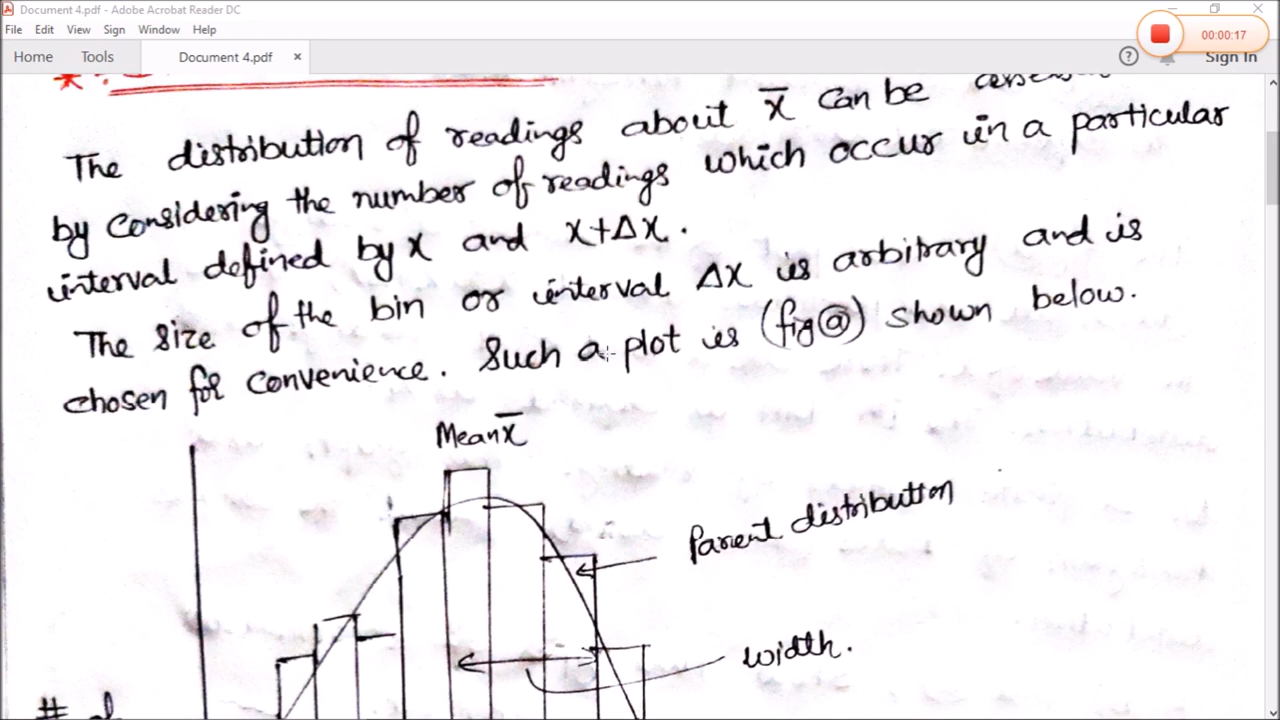 Document 4.pdf - Adobe Acrobat Reader DC
File Edit View Sign Window Help
00:00:17
Home Tools Document 4.pdf × ? Sign In
The distribution of readings about x̅ can be
by considering the number of readings which occur in a particular
interval defined by x and x+Δx.
The size of the bin or interval Δx is arbitrary and is
chosen for convenience. Such a plot is (fig ⓐ) shown below.
Mean x̅
Parent distribution
width.
# of